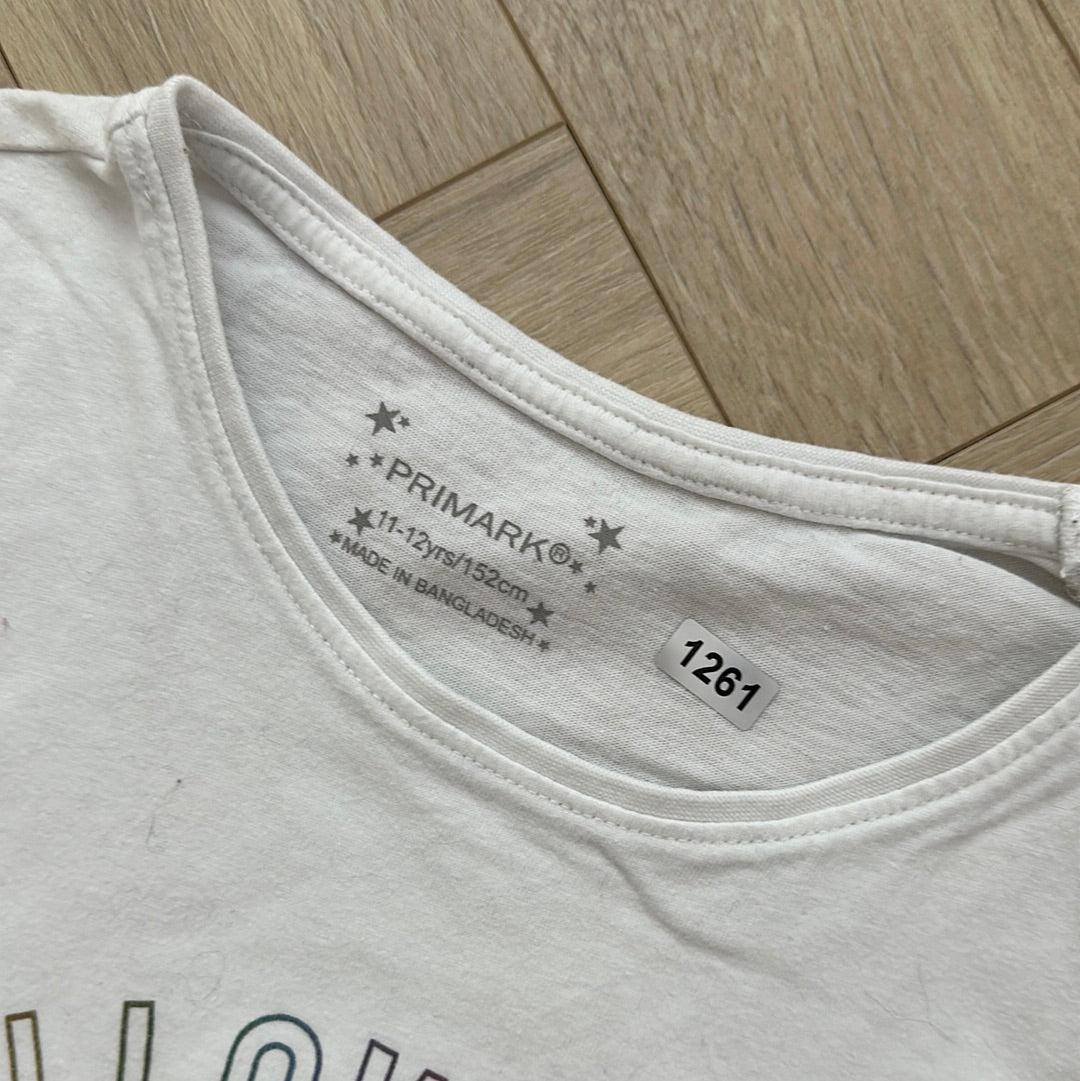 PRIMARK®
11-12yrs/152cm
MADE IN BANGLADESH
1261